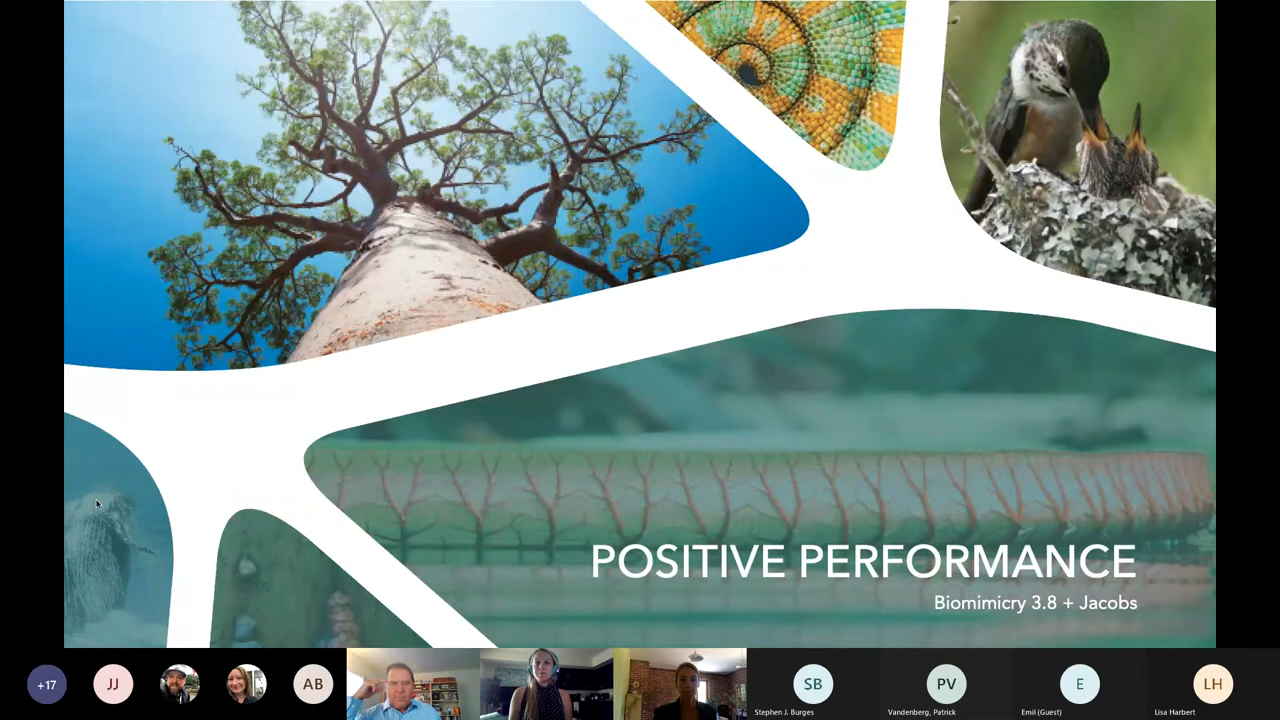 POSITIVE PERFORMANCE
Biomimicry 3.8 + Jacobs
+17
JJ
AB
SB
Stephen J. Burges
PV
Vandenberg, Patrick
E
Emil (Guest)
LH
Lisa Harbert